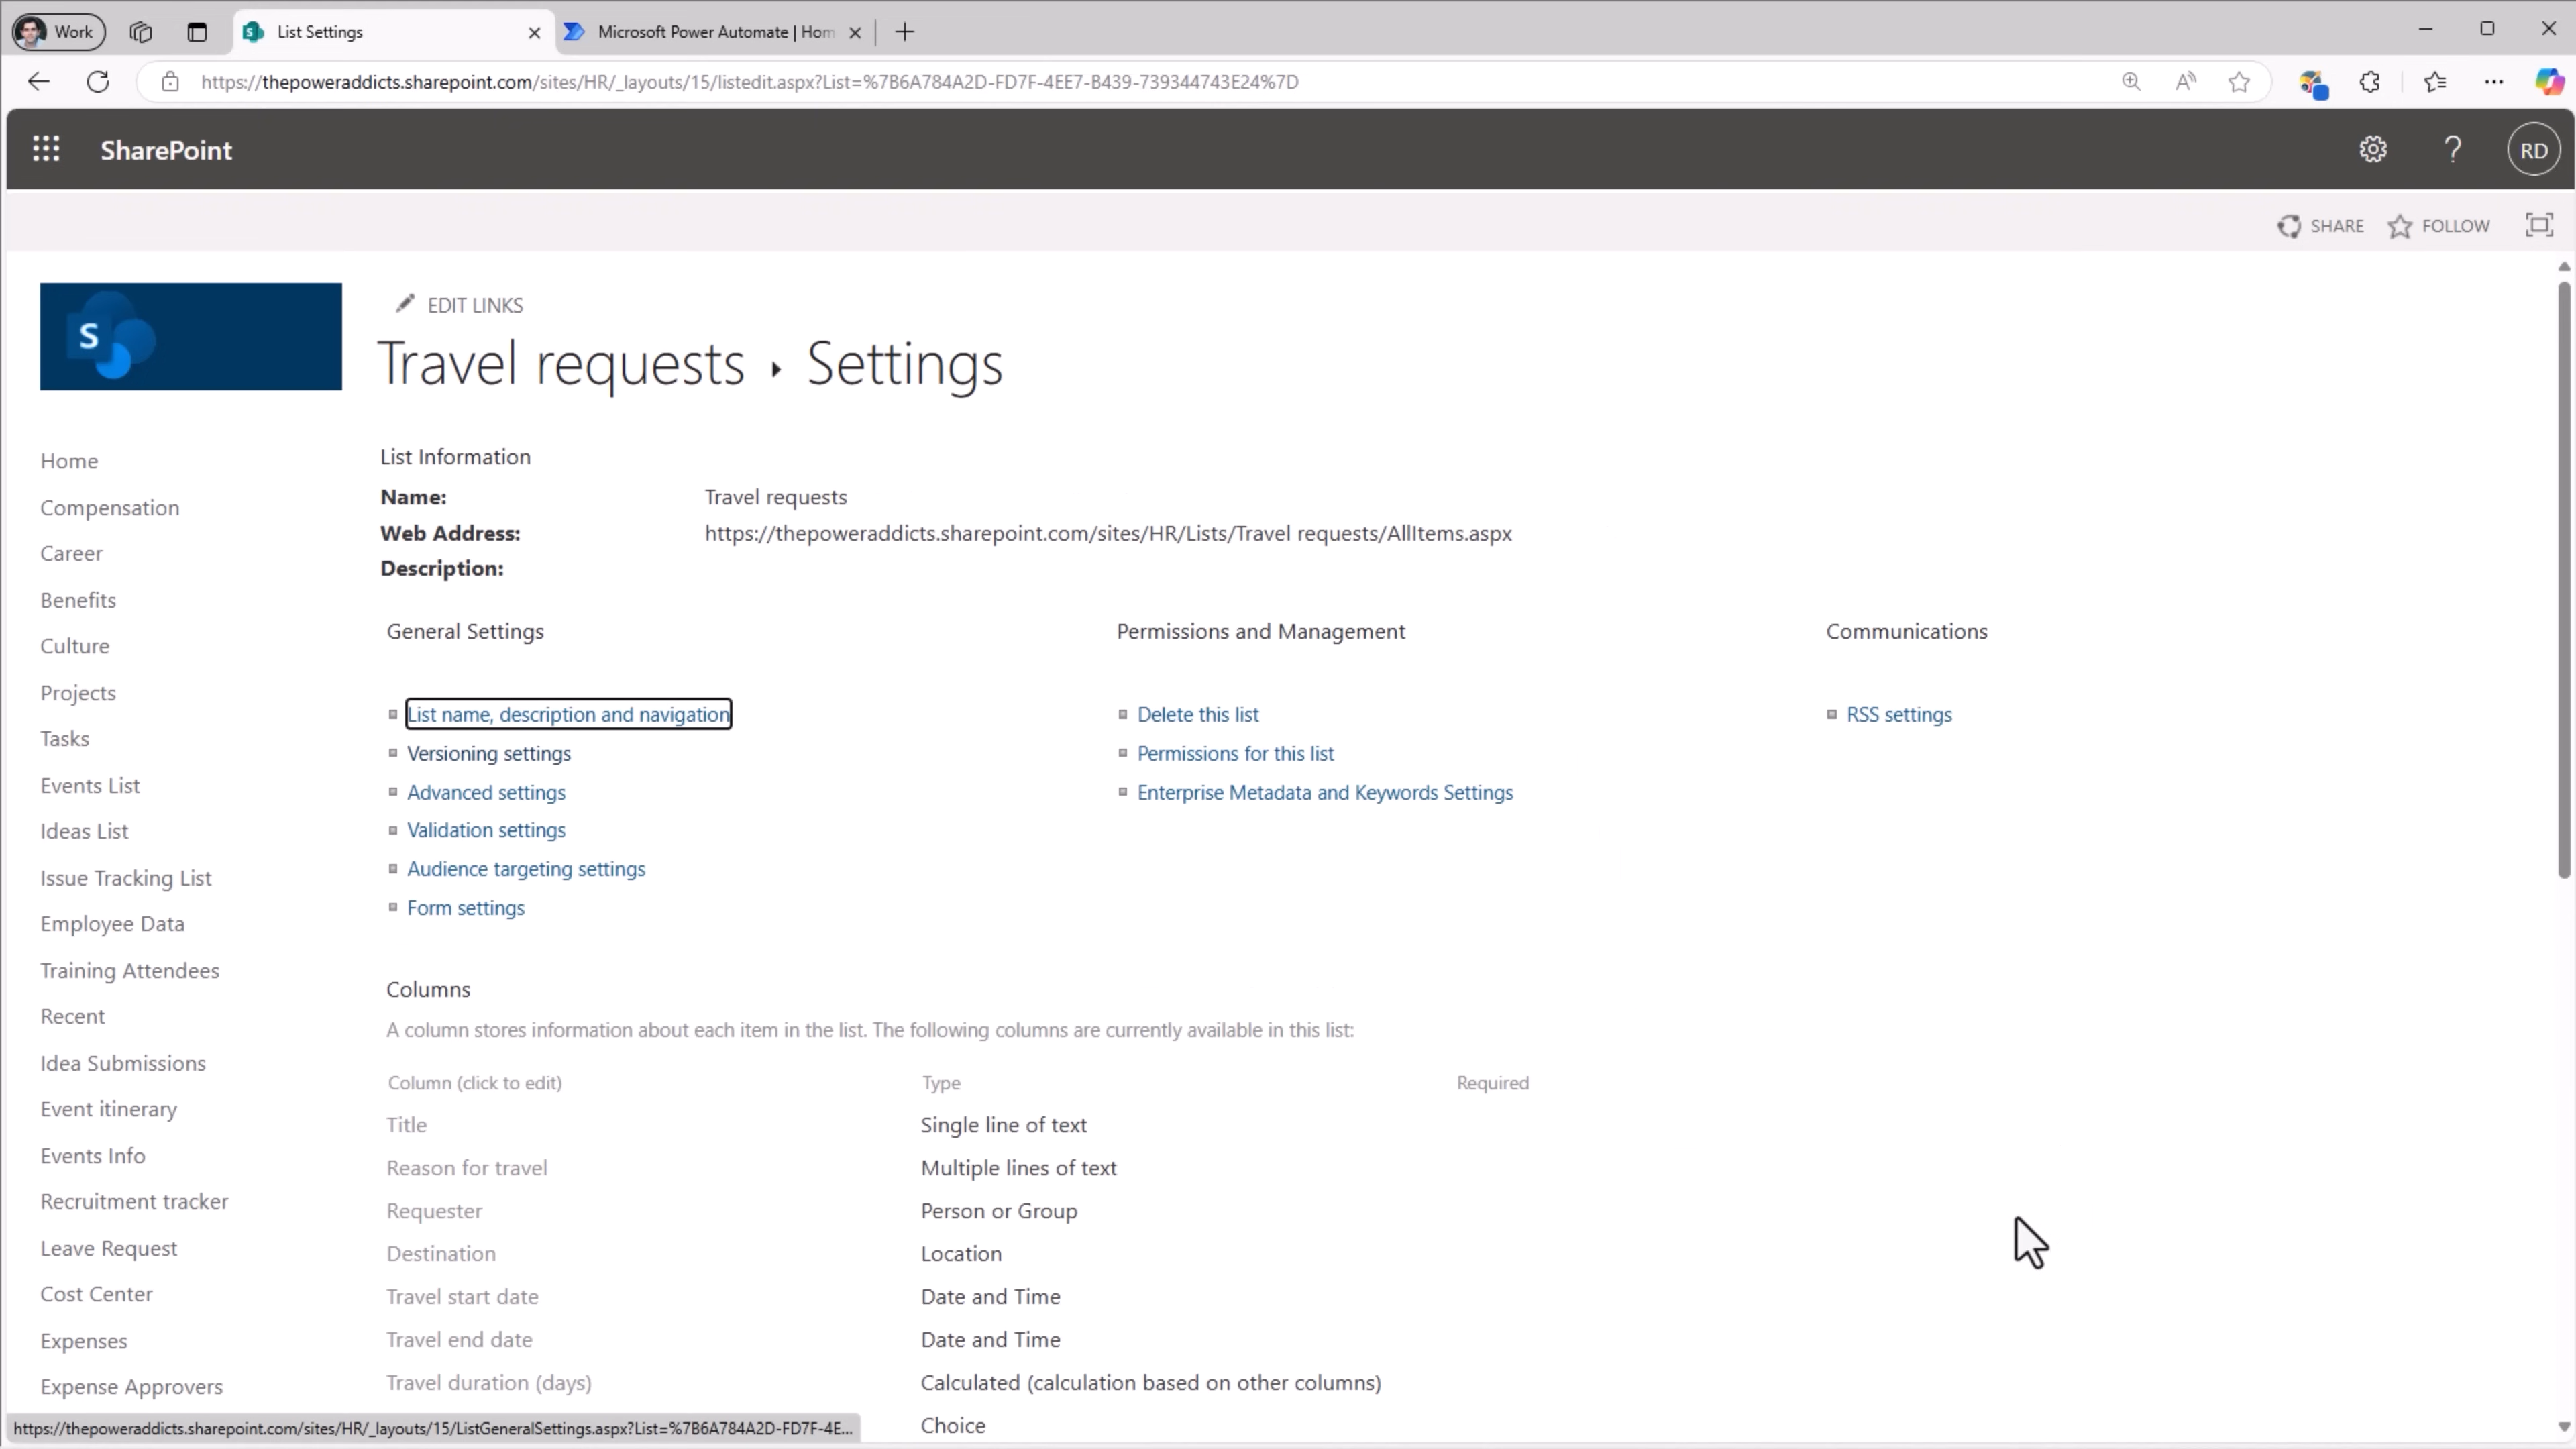 Work
List Settings
Microsoft Power Automate | Hom
https://thepoweraddicts.sharepoint.com/sites/HR/_layouts/15/listedit.aspx?List=%7B6A784A2D-FD7F-4EE7-B439-739344743E24%7D
SharePoint
?
RD
SHARE
FOLLOW
S
EDIT LINKS
Travel requests ▸ Settings
Home
Compensation
Career
Benefits
Culture
Projects
Tasks
Events List
Ideas List
Issue Tracking List
Employee Data
Training Attendees
Recent
Idea Submissions
Event itinerary
Events Info
Recruitment tracker
Leave Request
Cost Center
Expenses
Expense Approvers
List Information
Name: Travel requests
Web Address: https://thepoweraddicts.sharepoint.com/sites/HR/Lists/Travel requests/AllItems.aspx
Description:
General Settings
List name, description and navigation
Versioning settings
Advanced settings
Validation settings
Audience targeting settings
Form settings
Permissions and Management
Delete this list
Permissions for this list
Enterprise Metadata and Keywords Settings
Communications
RSS settings
Columns
A column stores information about each item in the list. The following columns are currently available in this list:
Column (click to edit) Type Required
Title Single line of text
Reason for travel Multiple lines of text
Requester Person or Group
Destination Location
Travel start date Date and Time
Travel end date Date and Time
Travel duration (days) Calculated (calculation based on other columns)
Choice
https://thepoweraddicts.sharepoint.com/sites/HR/_layouts/15/ListGeneralSettings.aspx?List=%7B6A784A2D-FD7F-4E...